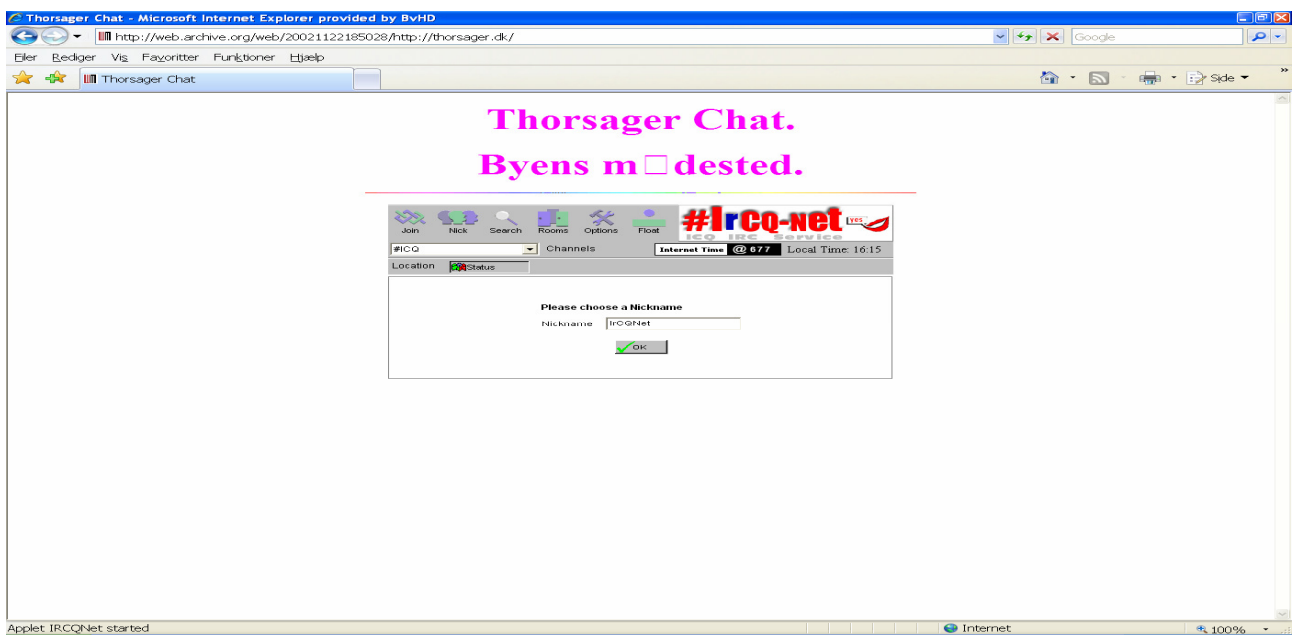 Thorsager Chat - Microsoft Internet Explorer provided by BvHD
http://web.archive.org/web/20021122185028/http://thorsager.dk/
Google
Filer Rediger Vis Favoritter Funktioner Hjælp
Thorsager Chat
Side
Thorsager Chat.
Byens m□dested.
Join Nick Search Rooms Options Float
#IrCQ-Net yes
ICQ IRC Service
#ICQ Channels Internet Time @ 677 Local Time: 16:15
Location Status
Please choose a Nickname
Nickname IrCQNet
OK
Applet IRCQNet started Internet 100%